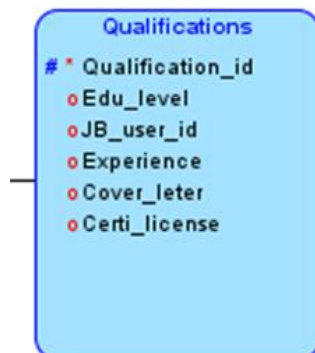 Qualifications
# * Qualification_id
o Edu_level
o JB_user_id
o Experience
o Cover_leter
o Certi_license